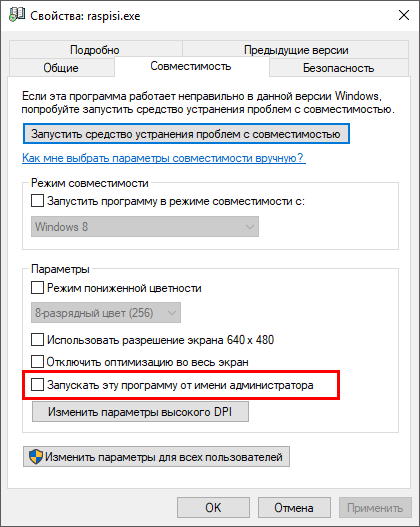 Свойства: raspisi.exe
Подробно
Предыдущие версии
Общие
Совместимость
Безопасность
Если эта программа работает неправильно в данной версии Windows,
попробуйте запустить средство устранения проблем с совместимостью.
Запустить средство устранения проблем с совместимостью
Как мне выбрать параметры совместимости вручную?
Режим совместимости
Запустить программу в режиме совместимости с:
Windows 8
Параметры
Режим пониженной цветности
8-разрядный цвет (256)
Использовать разрешение экрана 640 x 480
Отключить оптимизацию во весь экран
Запускать эту программу от имени администратора
Изменить параметры высокого DPI
Изменить параметры для всех пользователей
ОК
Отмена
Применить